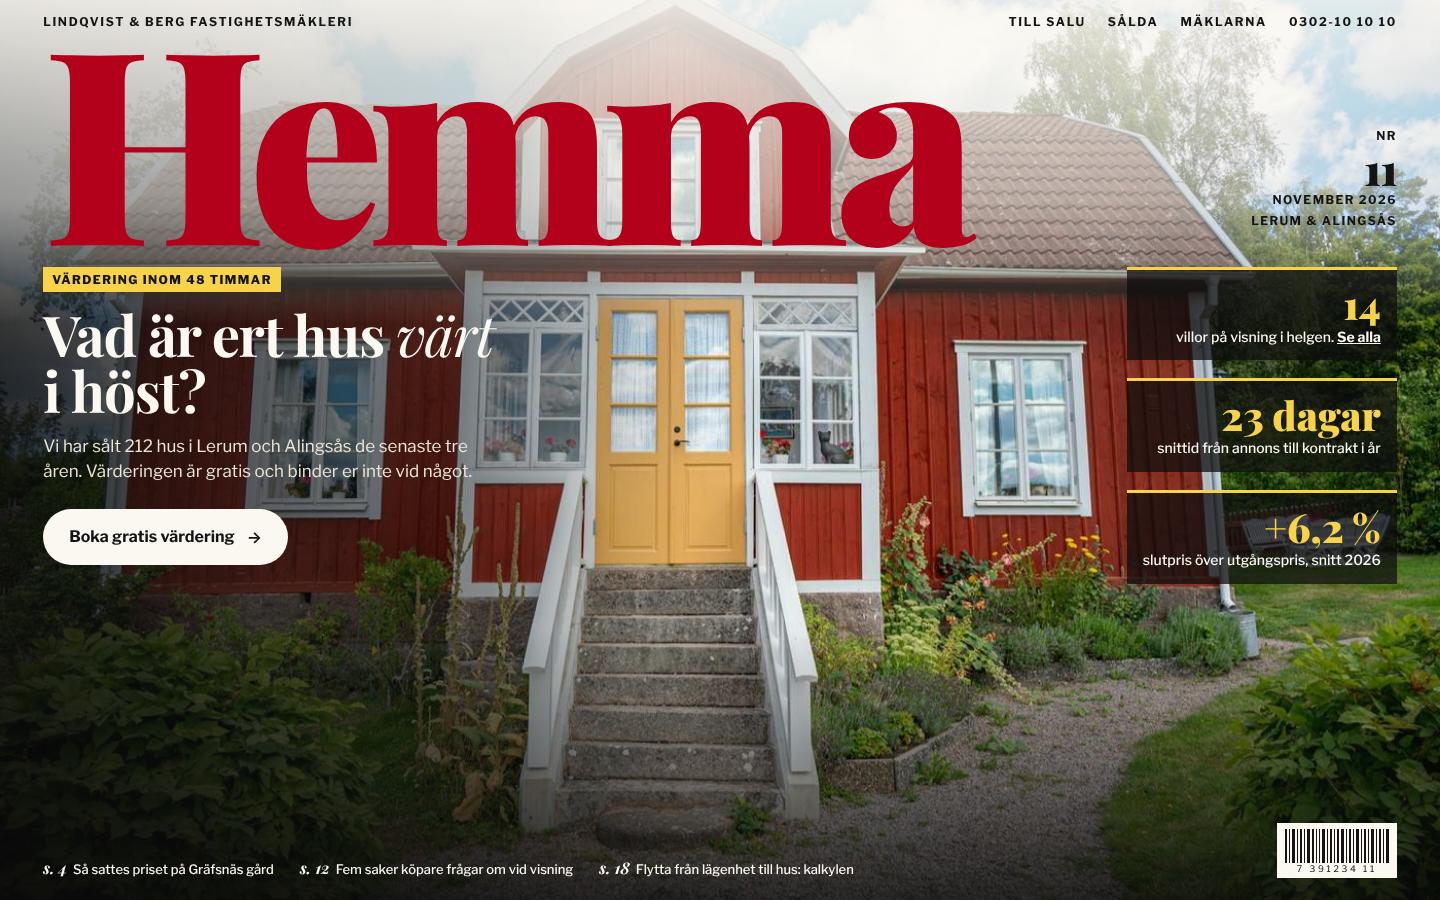 LINDQVIST & BERG FASTIGHETSMÄKLERI
TILL SALU SÅLDA MÄKLARNA 0302-10 10 10
Hemma
NR
11
NOVEMBER 2026
LERUM & ALINGSÅS
VÄRDERING INOM 48 TIMMAR
Vad är ert hus värt
i höst?
Vi har sålt 212 hus i Lerum och Alingsås de senaste tre
åren. Värderingen är gratis och binder er inte vid något.
Boka gratis värdering →
14
villor på visning i helgen. Se alla
23 dagar
snittid från annons till kontrakt i år
+6,2 %
slutpris över utgångspris, snitt 2026
s. 4 Så sattes priset på Gräfsnäs gård
s. 12 Fem saker köpare frågar om vid visning
s. 18 Flytta från lägenhet till hus: kalkylen
7 391234 11